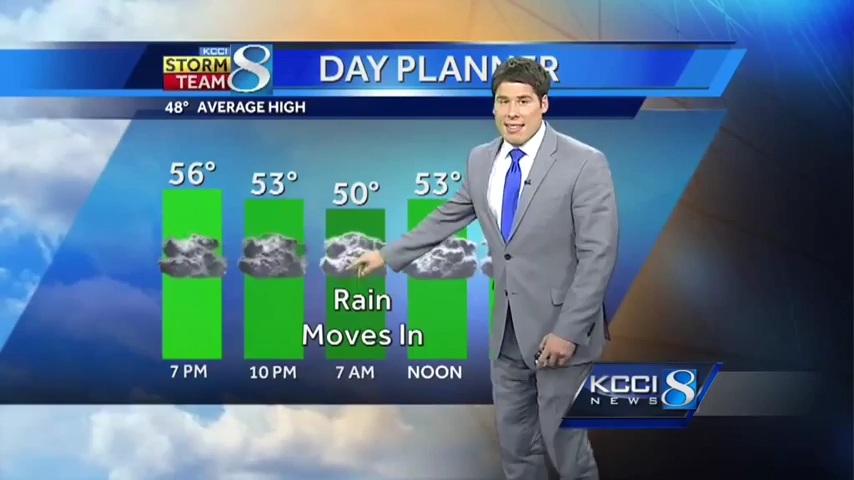 KCCI
STORM
TEAM 8
DAY PLANNER
48° AVERAGE HIGH
56° 53° 50° 53°
Rain
Moves In
7 PM 10 PM 7 AM NOON
KCCI 8
NEWS